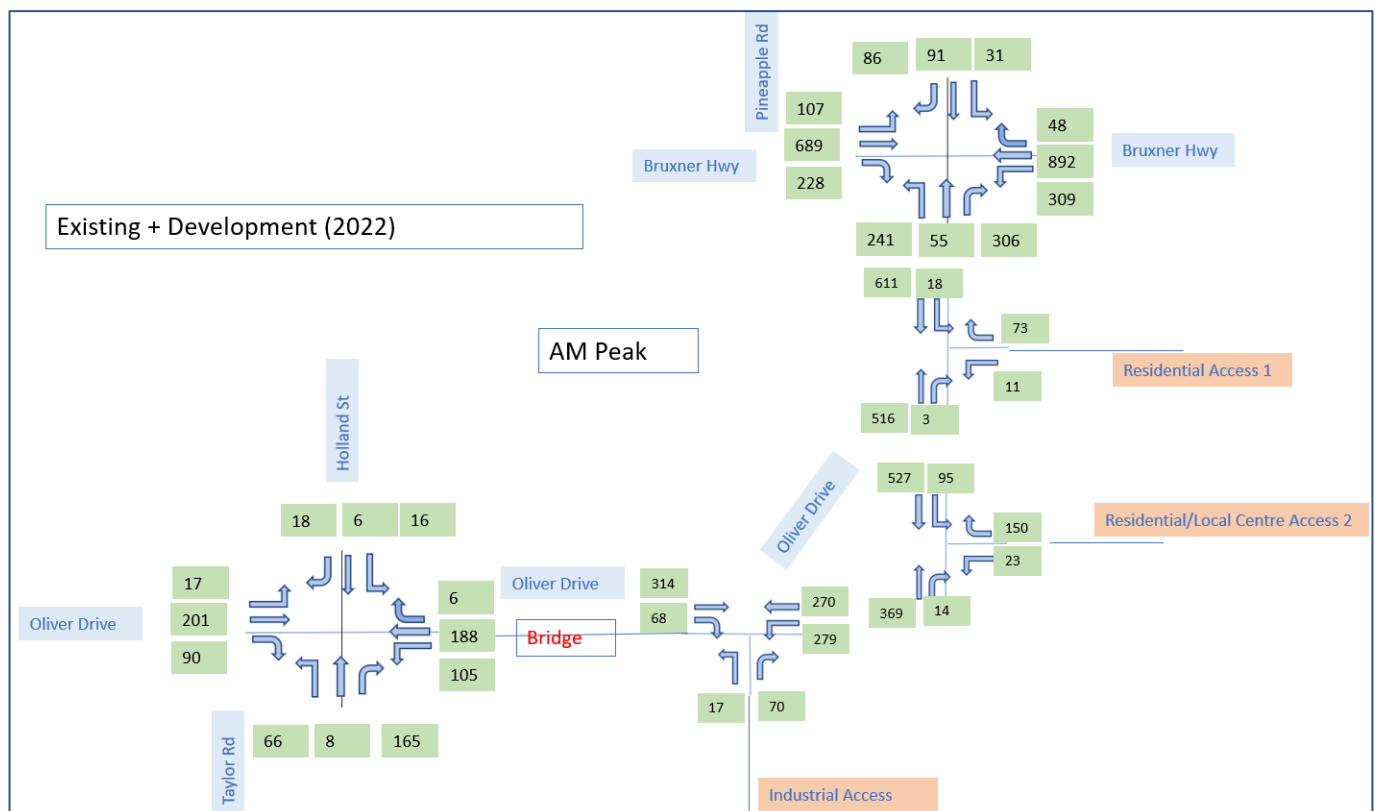 Pineapple Rd
86 91 31
107
689
228
48
892
309
Bruxner Hwy
Bruxner Hwy
241 55 306
Existing + Development (2022)
611 18
73
11
Residential Access 1
516 3
AM Peak
Holland St
527 95
150
23
Residential/Local Centre Access 2
369 14
Oliver Drive
18 6 16
17
201
90
Oliver Drive
6
188
105
Oliver Drive
Bridge
314
68
270
279
17 70
66 8 165
Taylor Rd
Industrial Access